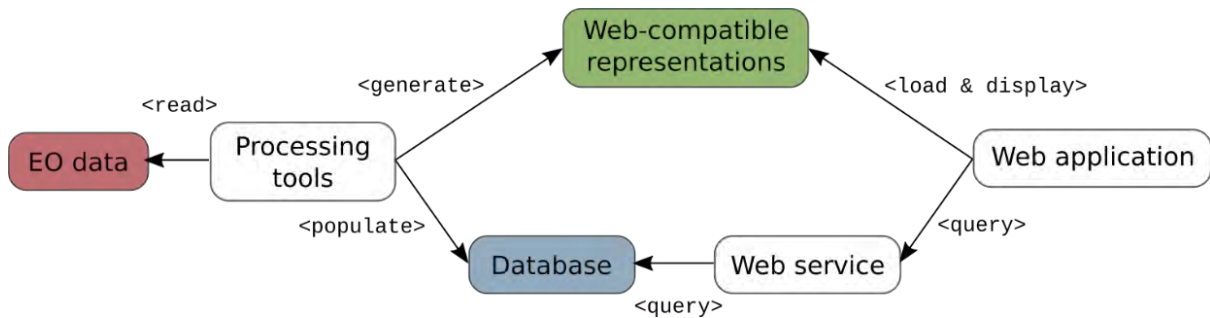 Web-compatible
representations
<generate>
<load & display>
<read>
EO data
Processing
tools
Web application
<populate>
<query>
Database
Web service
<query>